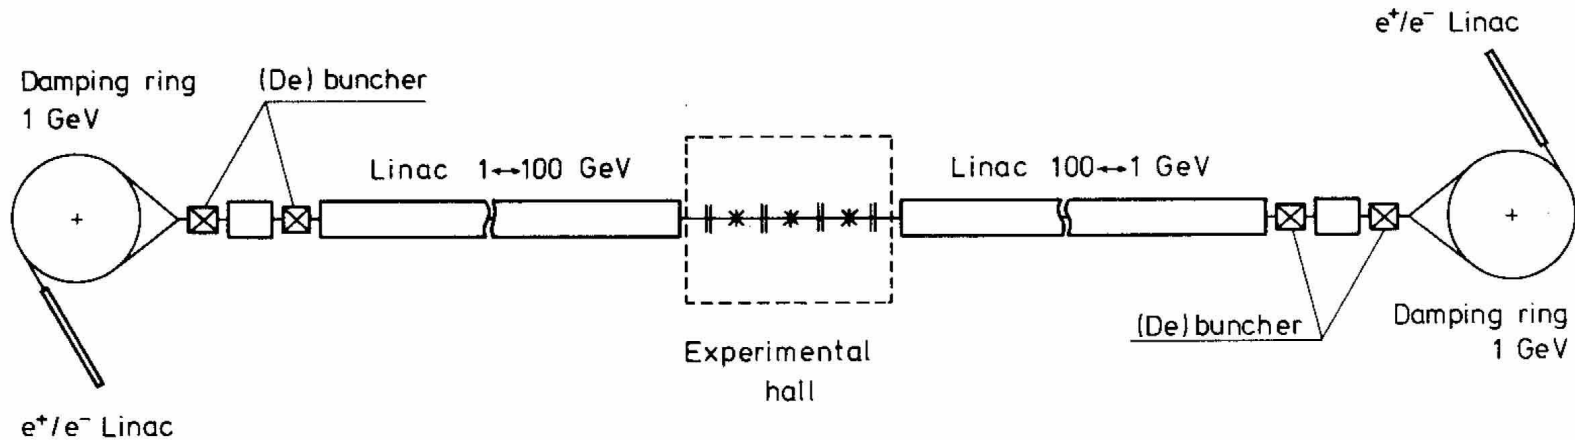 e⁺/e⁻ Linac
Damping ring
1 GeV
(De) buncher
Linac 1↔100 GeV
Linac 100↔1 GeV
(De) buncher
Damping ring
1 GeV
Experimental
hall
e⁺/e⁻ Linac